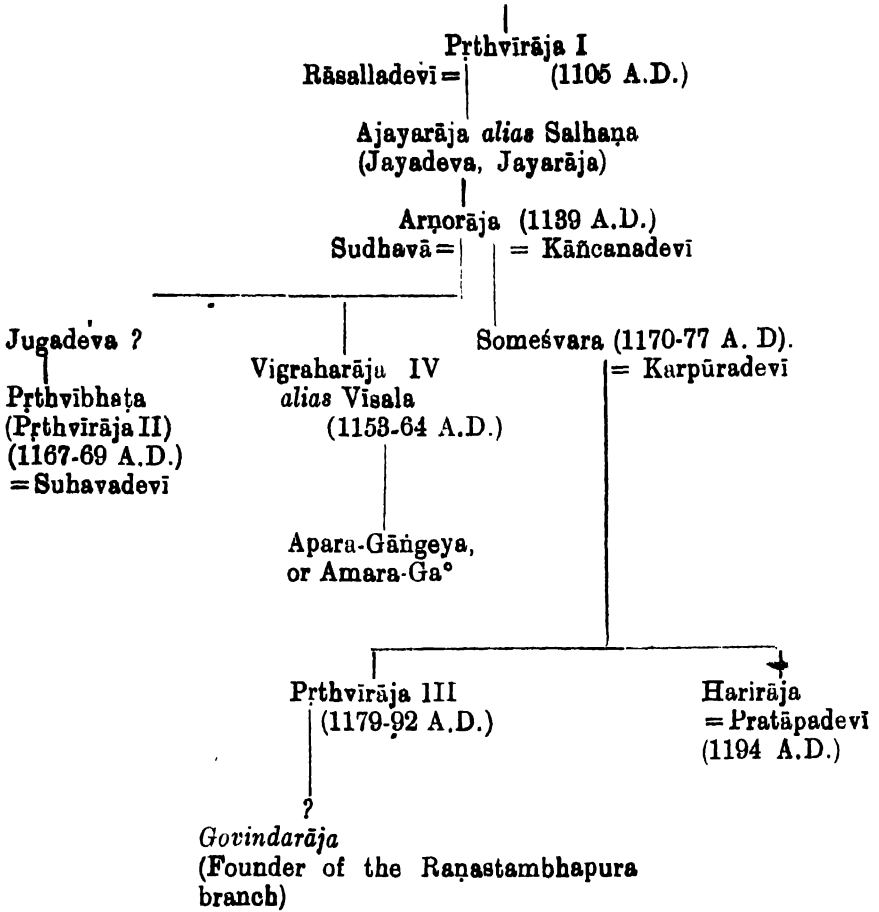 Pṛthvīrāja I
Rāsalladevī = (1105 A.D.)
Ajayarāja alias Salhaṇa
(Jayadeva, Jayarāja)
Arṇorāja (1139 A.D.)
Sudhavā = = Kāñcanadevī
Jugadeva ?
Pṛthvībhaṭa
(Pṛthvīrāja II)
(1167-69 A.D.)
= Suhavadevī
Vigraharāja IV
alias Vīsala
(1153-64 A.D.)
Someśvara (1170-77 A. D).
= Karpūradevī
Apara-Gāṅgeya,
or Amara-Ga°
Pṛthvīrāja III
(1179-92 A.D.)
Harirāja
= Pratāpadevī
(1194 A.D.)
?
Govindarāja
(Founder of the Raṇastambhapura
branch)